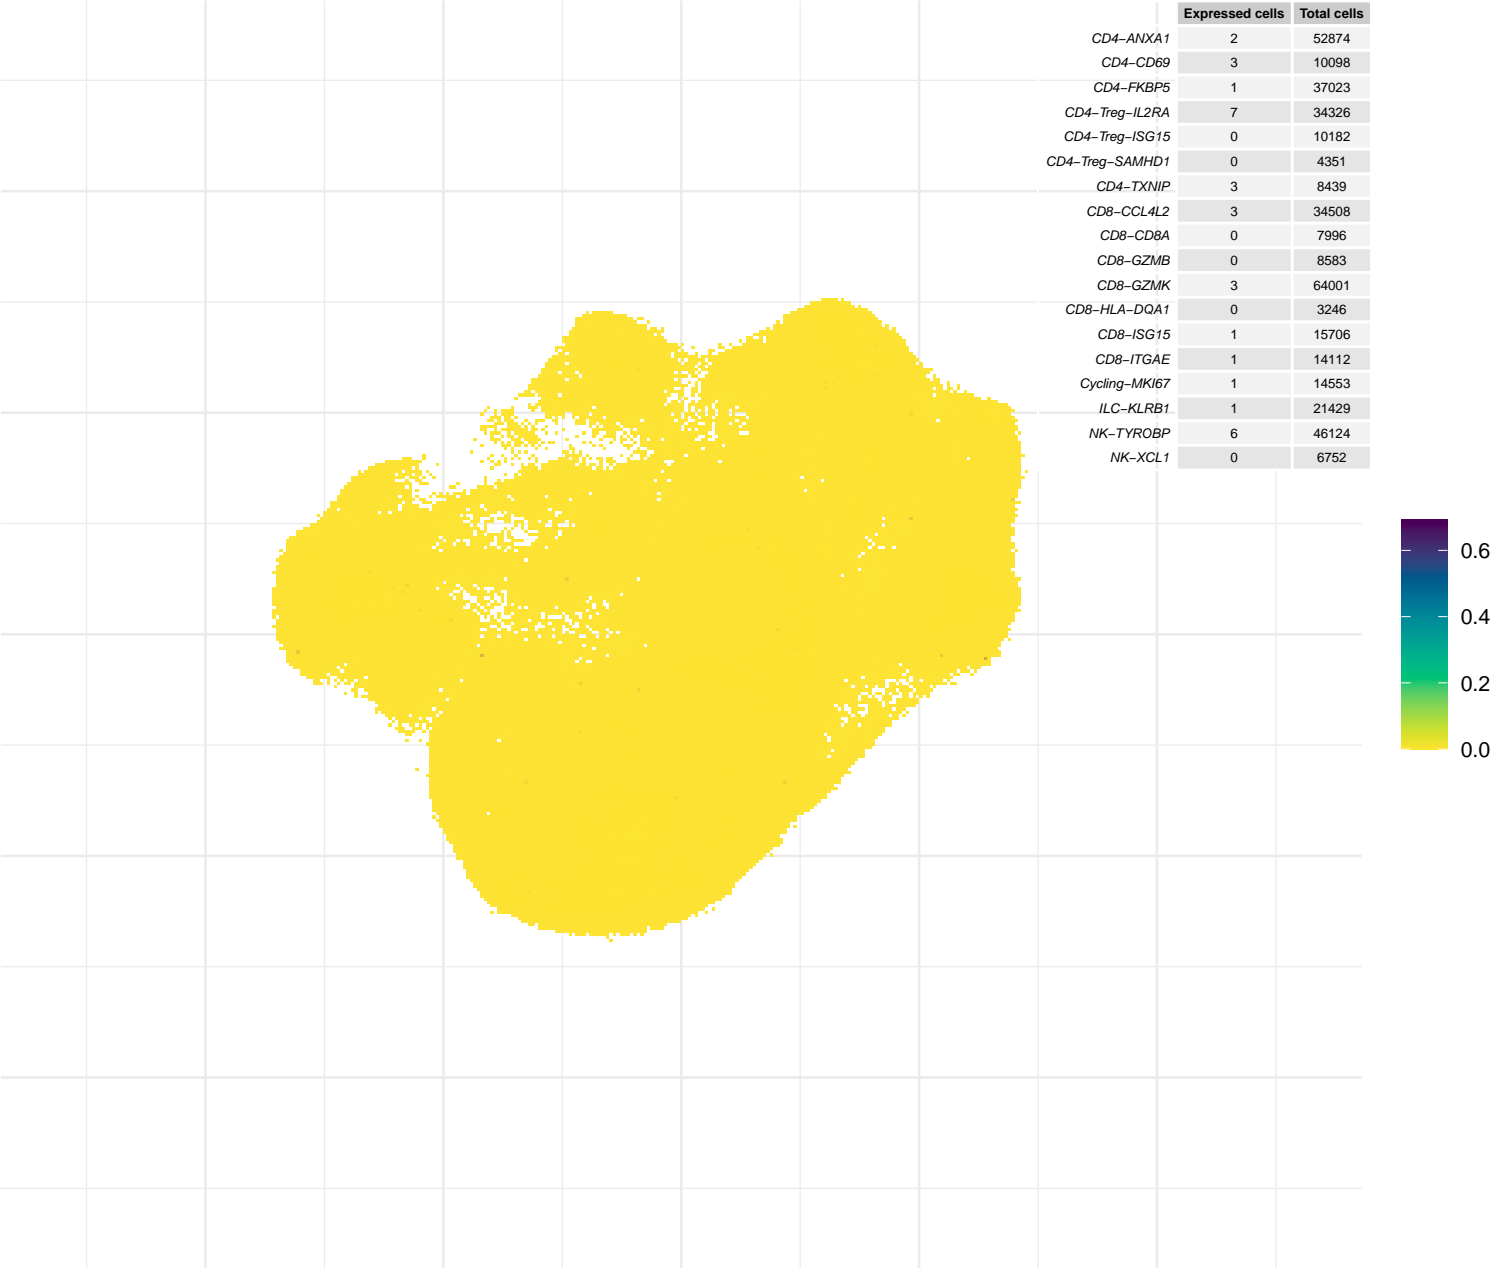 Expressed cells Total cells
CD4−ANXA1 2 52874
CD4−CD69 3 10098
CD4−FKBP5 1 37023
CD4−Treg−IL2RA 7 34326
CD4−Treg−ISG15 0 10182
CD4−Treg−SAMHD1 0 4351
CD4−TXNIP 3 8439
CD8−CCL4L2 3 34508
CD8−CD8A 0 7996
CD8−GZMB 0 8583
CD8−GZMK 3 64001
CD8−HLA−DQA1 0 3246
CD8−ISG15 1 15706
CD8−ITGAE 1 14112
Cycling−MKI67 1 14553
ILC−KLRB1 1 21429
NK−TYROBP 6 46124
NK−XCL1 0 6752
0.6
0.4
0.2
0.0